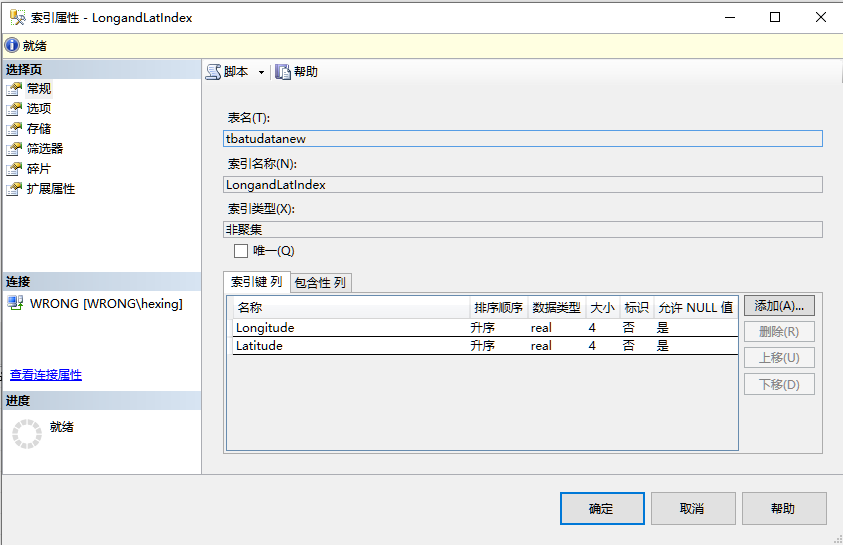 索引属性 - LongandLatIndex
就绪
选择页
常规
选项
存储
筛选器
碎片
扩展属性
连接
WRONG [WRONG\hexing]
查看连接属性
进度
就绪
脚本 帮助
表名(T):
tbatudatanew
索引名称(N):
LongandLatIndex
索引类型(X):
非聚集
唯一(Q)
索引键 列 包含性 列
名称 排序顺序 数据类型 大小 标识 允许 NULL 值
Longitude 升序 real 4 否 是
Latitude 升序 real 4 否 是
添加(A)...
删除(R)
上移(U)
下移(D)
确定 取消 帮助